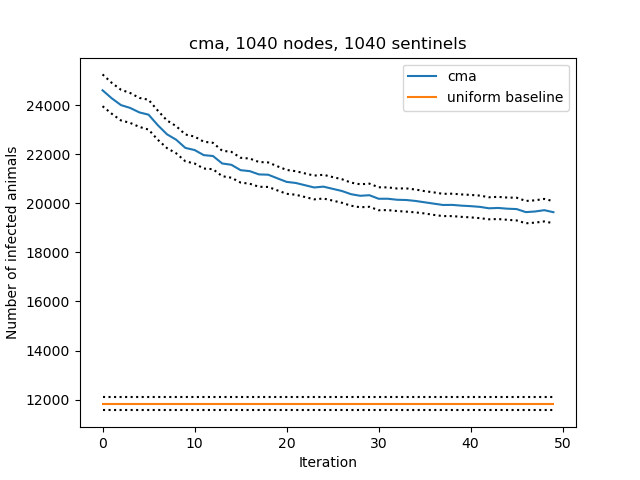 cma, 1040 nodes, 1040 sentinels
cma
uniform baseline
Number of infected animals
24000
22000
20000
18000
16000
14000
12000
0 10 20 30 40 50
Iteration